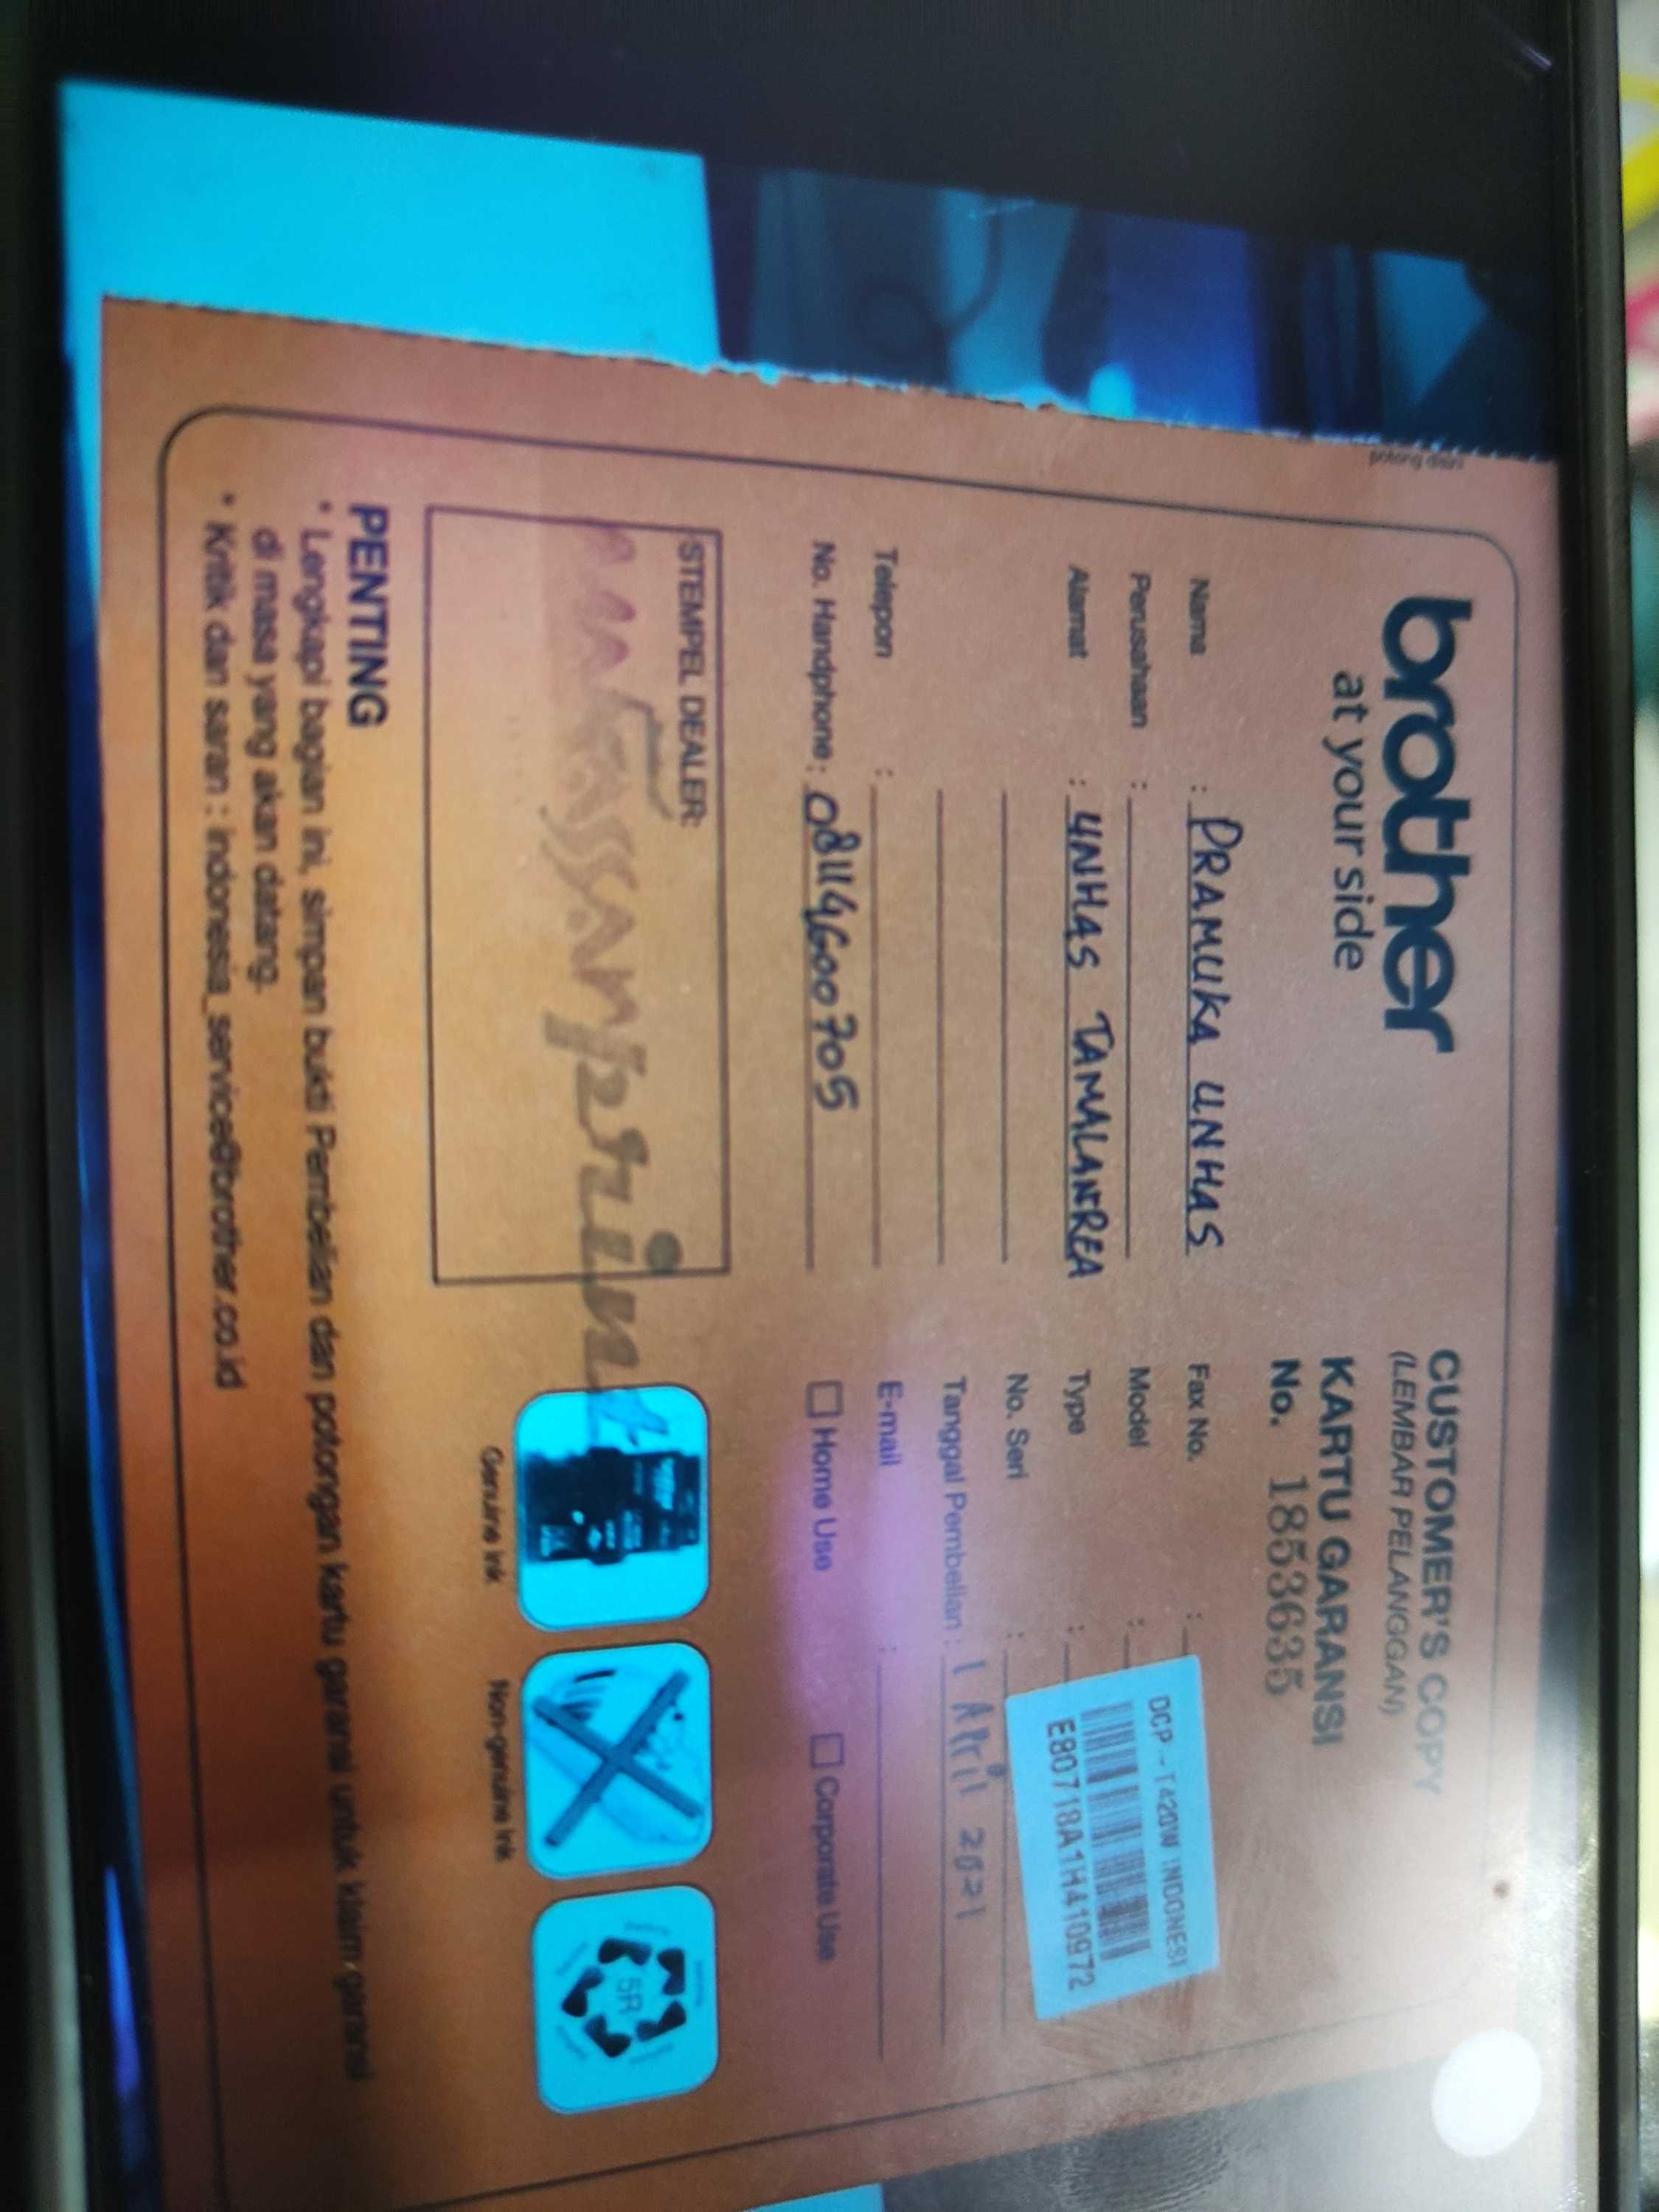 potong disini
brother
at your side
CUSTOMER'S COPY
(LEMBAR PELANGGAN)
KARTU GARANSI
No. 1853635
Nama : PRAMUKA UNHAS
Perusahaan :
Alamat : UNHAS TAMALANREA
Telepon :
No. Handphone : 08114600705
Fax No. :
Model :
Type :
No. Seri :
DCP-T420W INDONESI
E80718A1H410972
Tanggal Pembelian : 1 April 2021
E-mail :
Home Use
Corporate Use
STEMPEL DEALER:
Genuine Ink
Non-genuine Ink
5R
PENTING
* Lengkapi bagian ini, simpan bukti Pembelian dan potongan kartu garansi untuk klaim garansi
di masa yang akan datang.
* Kritik dan saran : indonesia_service@brother.co.id